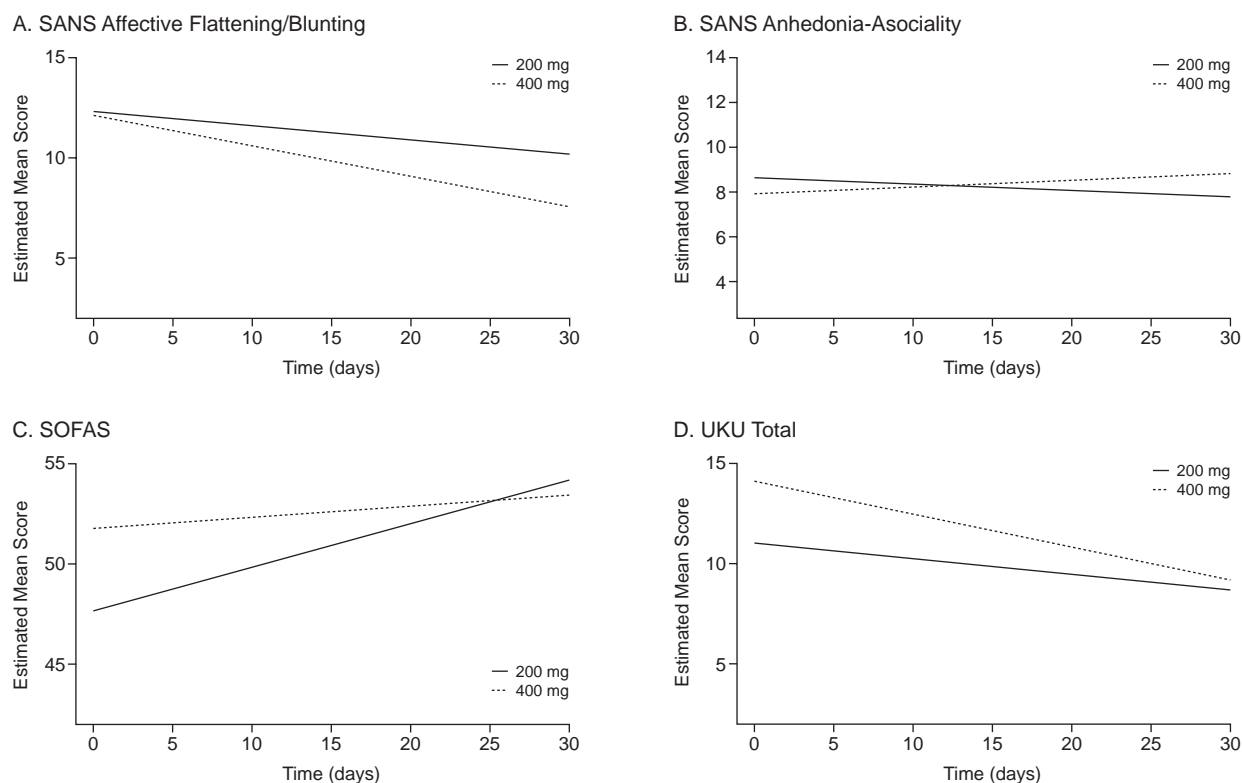 A. SANS Affective Flattening/Blunting
15
10
5
Estimated Mean Score
200 mg
400 mg
0 5 10 15 20 25 30
Time (days)
B. SANS Anhedonia-Asociality
14
12
10
8
6
4
Estimated Mean Score
200 mg
400 mg
0 5 10 15 20 25 30
Time (days)
C. SOFAS
55
50
45
Estimated Mean Score
200 mg
400 mg
0 5 10 15 20 25 30
Time (days)
D. UKU Total
15
10
5
Estimated Mean Score
200 mg
400 mg
0 5 10 15 20 25 30
Time (days)